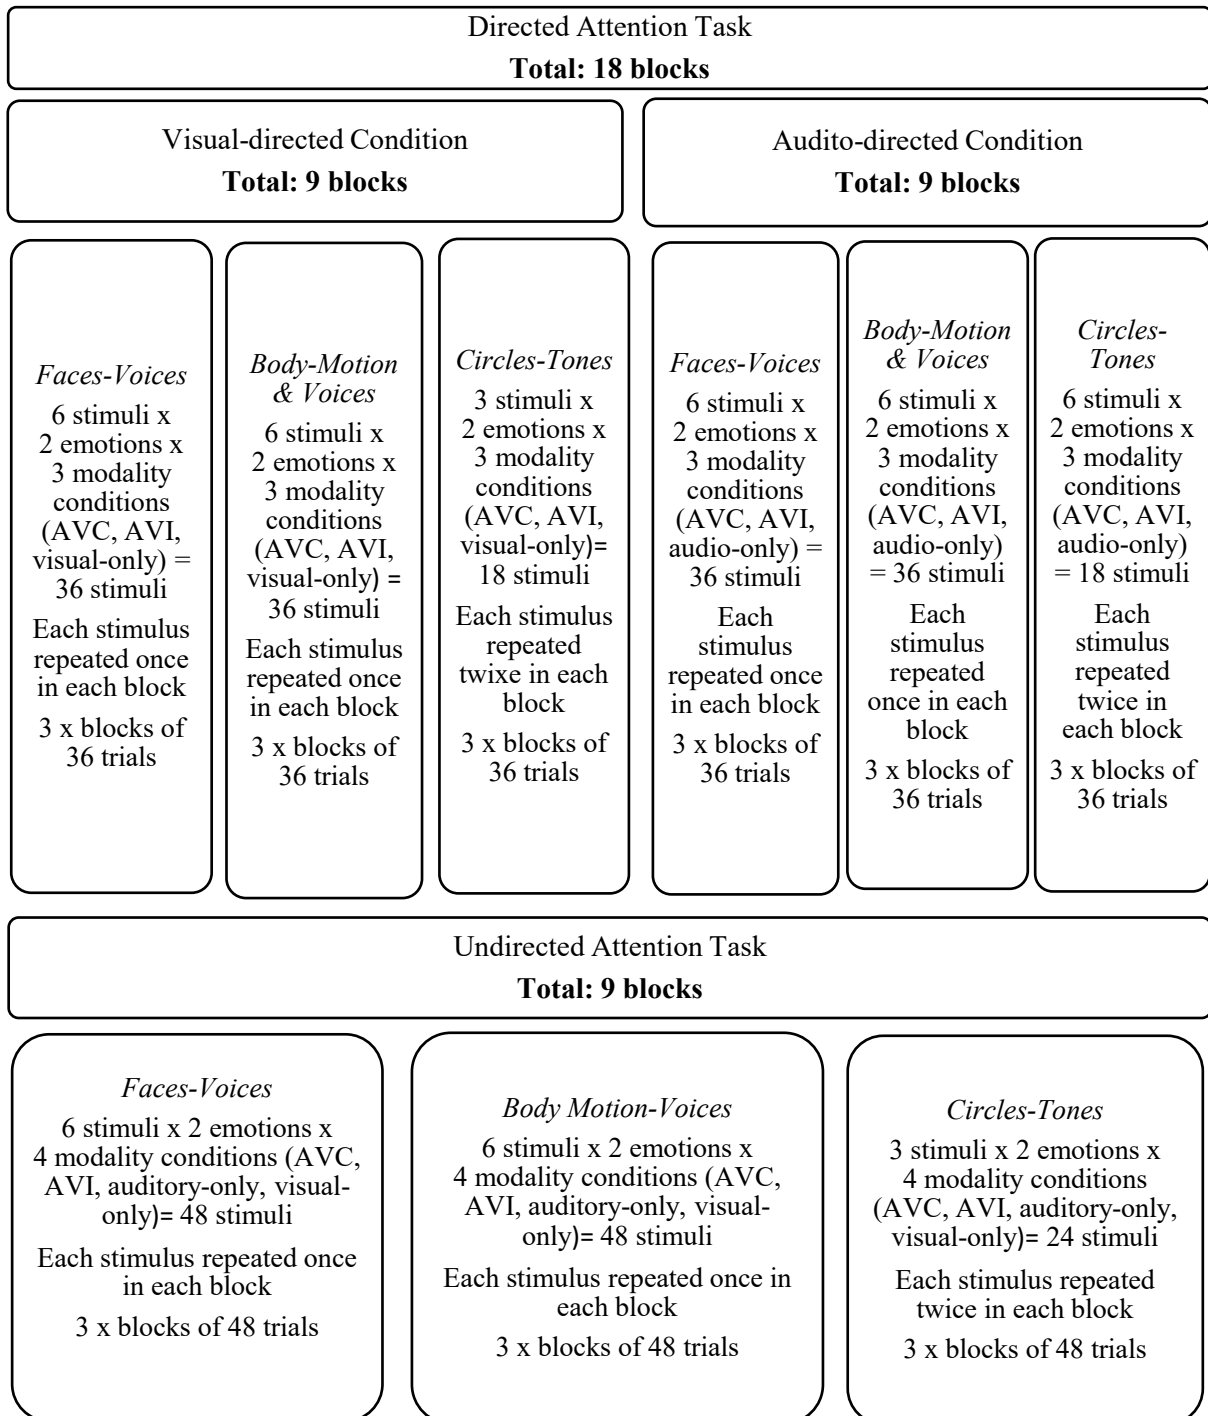 Directed Attention Task
Total: 18 blocks
Visual-directed Condition
Total: 9 blocks
Audito-directed Condition
Total: 9 blocks
Faces-Voices
6 stimuli x
2 emotions x
3 modality
conditions
(AVC, AVI,
visual-only) =
36 stimuli
Each stimulus
repeated once
in each block
3 x blocks of
36 trials
Body-Motion
& Voices
6 stimuli x
2 emotions x
3 modality
conditions
(AVC, AVI,
visual-only) =
36 stimuli
Each stimulus
repeated once
in each block
3 x blocks of
36 trials
Circles-Tones
3 stimuli x
2 emotions x
3 modality
conditions
(AVC, AVI,
visual-only)=
18 stimuli
Each stimulus
repeated
twixe in each
block
3 x blocks of
36 trials
Faces-Voices
6 stimuli x
2 emotions x
3 modality
conditions
(AVC, AVI,
audio-only) =
36 stimuli
Each
stimulus
repeated once
in each block
3 x blocks of
36 trials
Body-Motion
& Voices
6 stimuli x
2 emotions x
3 modality
conditions
(AVC, AVI,
audio-only)
= 36 stimuli
Each
stimulus
repeated
once in each
block
3 x blocks of
36 trials
Circles-
Tones
6 stimuli x
2 emotions x
3 modality
conditions
(AVC, AVI,
audio-only)
= 18 stimuli
Each
stimulus
repeated
twice in
each block
3 x blocks of
36 trials
Undirected Attention Task
Total: 9 blocks
Faces-Voices
6 stimuli x 2 emotions x
4 modality conditions (AVC,
AVI, auditory-only, visual-
only)= 48 stimuli
Each stimulus repeated once
in each block
3 x blocks of 48 trials
Body Motion-Voices
6 stimuli x 2 emotions x
4 modality conditions (AVC,
AVI, auditory-only, visual-
only)= 48 stimuli
Each stimulus repeated once in
each block
3 x blocks of 48 trials
Circles-Tones
3 stimuli x 2 emotions x
4 modality conditions
(AVC, AVI, auditory-only,
visual-only)= 24 stimuli
Each stimulus repeated
twice in each block
3 x blocks of 48 trials